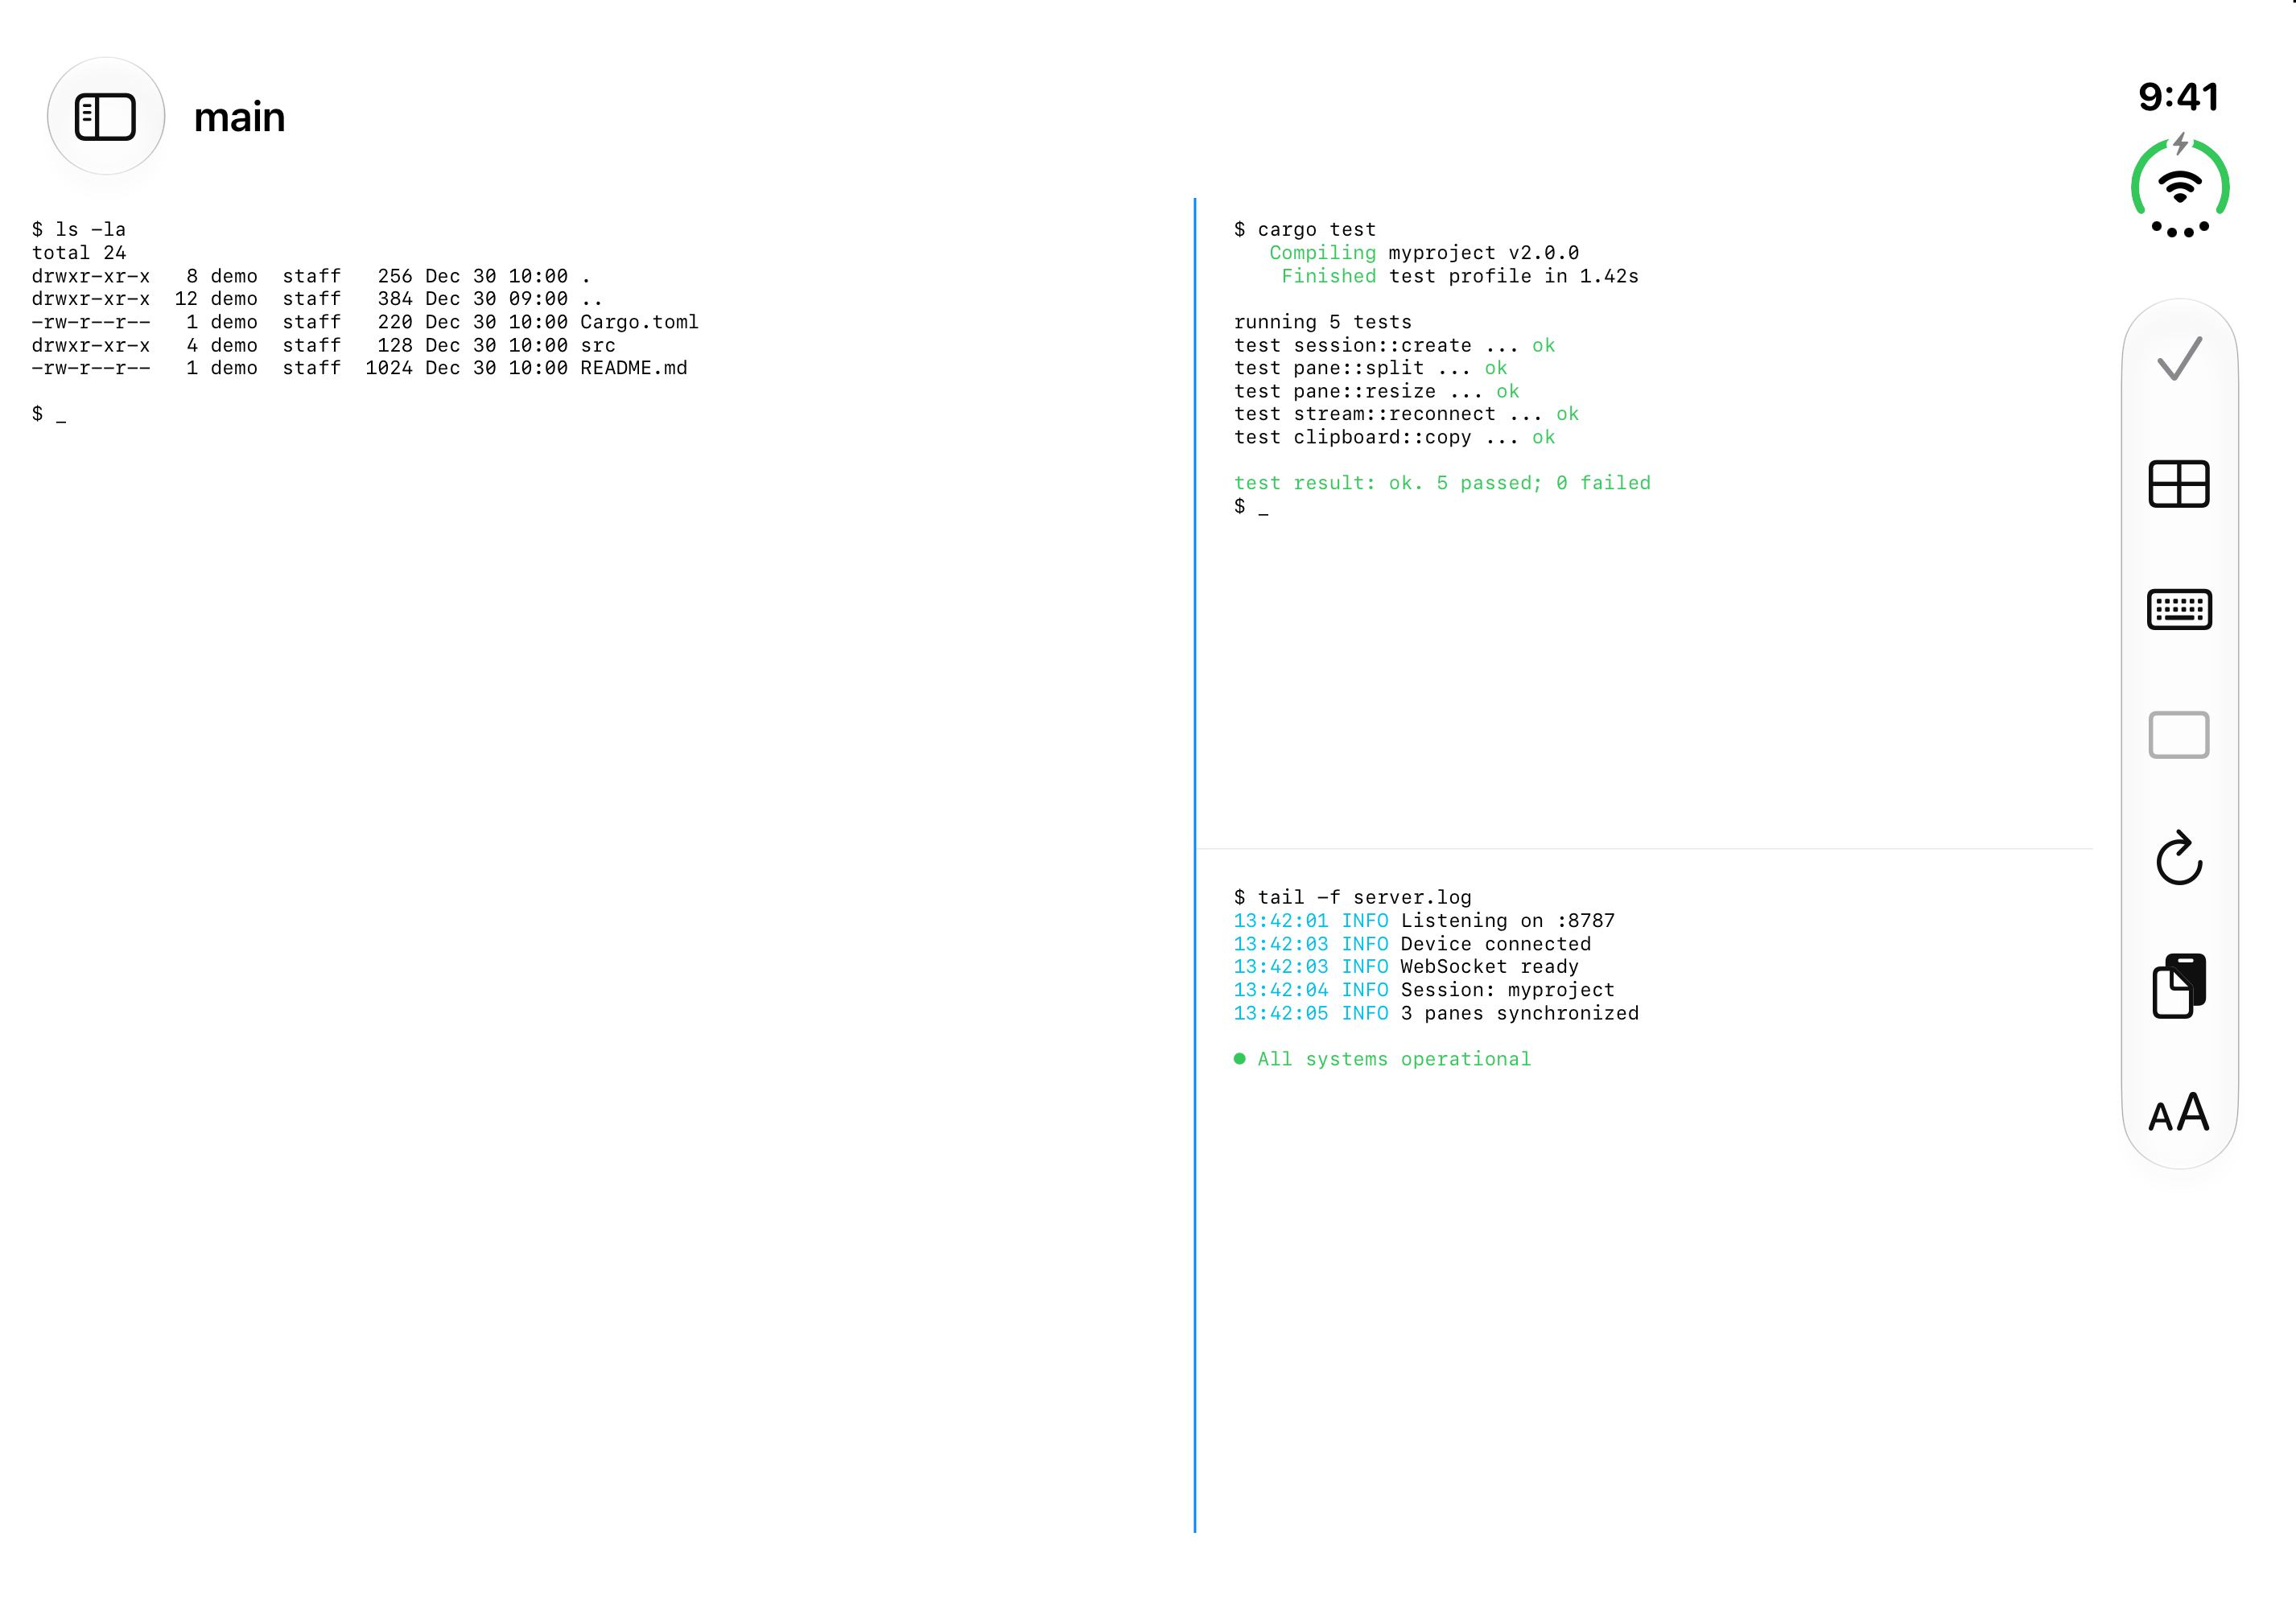 main
9:41
$ ls -la
total 24
drwxr-xr-x   8 demo  staff   256 Dec 30 10:00 .
drwxr-xr-x  12 demo  staff   384 Dec 30 09:00 ..
-rw-r--r--   1 demo  staff   220 Dec 30 10:00 Cargo.toml
drwxr-xr-x   4 demo  staff   128 Dec 30 10:00 src
-rw-r--r--   1 demo  staff  1024 Dec 30 10:00 README.md
$ _
$ cargo test
   Compiling myproject v2.0.0
    Finished test profile in 1.42s
running 5 tests
test session::create ... ok
test pane::split ... ok
test pane::resize ... ok
test stream::reconnect ... ok
test clipboard::copy ... ok
test result: ok. 5 passed; 0 failed
$ _
$ tail -f server.log
13:42:01 INFO Listening on :8787
13:42:03 INFO Device connected
13:42:03 INFO WebSocket ready
13:42:04 INFO Session: myproject
13:42:05 INFO 3 panes synchronized
● All systems operational
AA